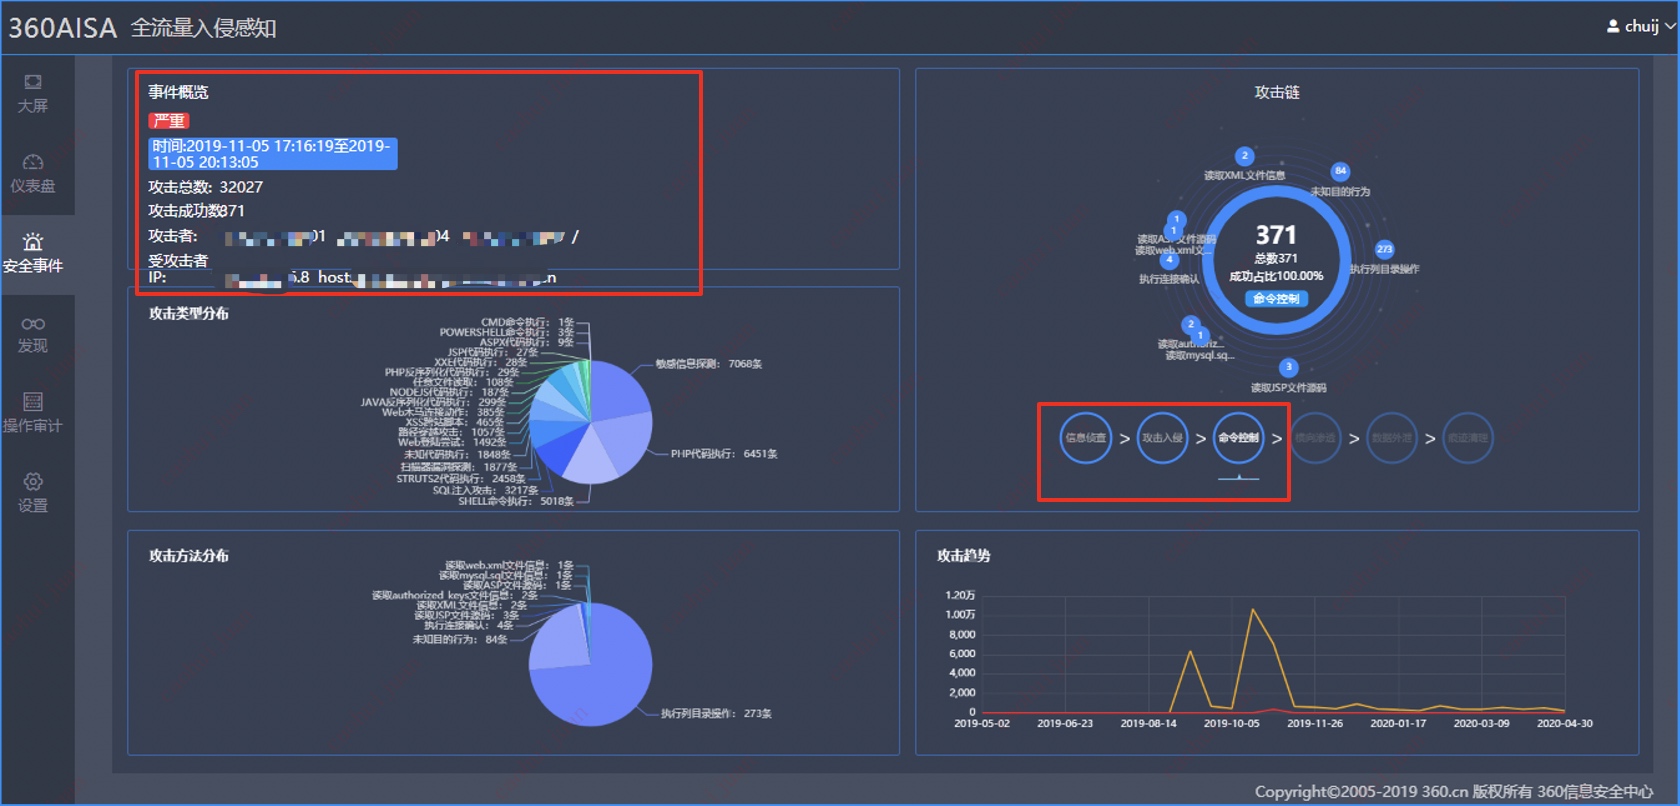 360AISA 全流量入侵感知
chuij
大屏
仪表盘
安全事件
发现
操作审计
设置
事件概览
严重
时间:2019-11-05 17:16:19至2019-
11-05 20:13:05
攻击总数: 32027
攻击成功数871
攻击者: 01 04 /
受攻击者
IP: 5.8 host: n
攻击链
2
读取XML文件信息
84
未知目的行为
1
1
读取AS 文件源码
读取web.xml文...
4
执行连接确认
273
执行列目录操作
371
总数371
成功占比100.00%
命令控制
2
1
读取authoriz...
读取mysql.sq...
3
读取JSP文件源码
信息侦查 > 攻击入侵 > 命令控制 > 横向渗透 > 数据外泄 > 痕迹清理
攻击类型分布
CMD命令执行: 1条
POWERSHELL命令执行: 3条
ASPX代码执行: 9条
JSP代码执行: 27条
XXE代码执行: 28条
PHP反序列化代码执行: 29条
任意文件读取: 108条
NODEJS代码执行: 187条
JAVA反序列化代码执行: 299条
Web木马连接动作: 385条
XSS跨站脚本: 465条
路径穿越攻击: 1057条
Web登陆尝试: 1492条
未知代码执行: 1848条
扫描器漏洞探测: 1877条
STRUTS2代码执行: 2458条
SQL注入攻击: 3217条
SHELL命令执行: 5018条
敏感信息探测: 7068条
PHP代码执行: 6451条
攻击方法分布
读取web.xml文件信息: 1条
读取mysql.sql文件信息: 1条
读取ASP文件源码: 1条
读取authorized_keys文件信息: 2条
读取XML文件信息: 2条
读取JSP文件源码: 3条
执行连接确认: 4条
未知目的行为: 84条
执行列目录操作: 273条
攻击趋势
1.20万
1.00万
8,000
6,000
4,000
2,000
0
2019-05-02 2019-06-23 2019-08-14 2019-10-05 2019-11-26 2020-01-17 2020-03-09 2020-04-30
Copyright©2005-2019 360.cn 版权所有 360信息安全中心